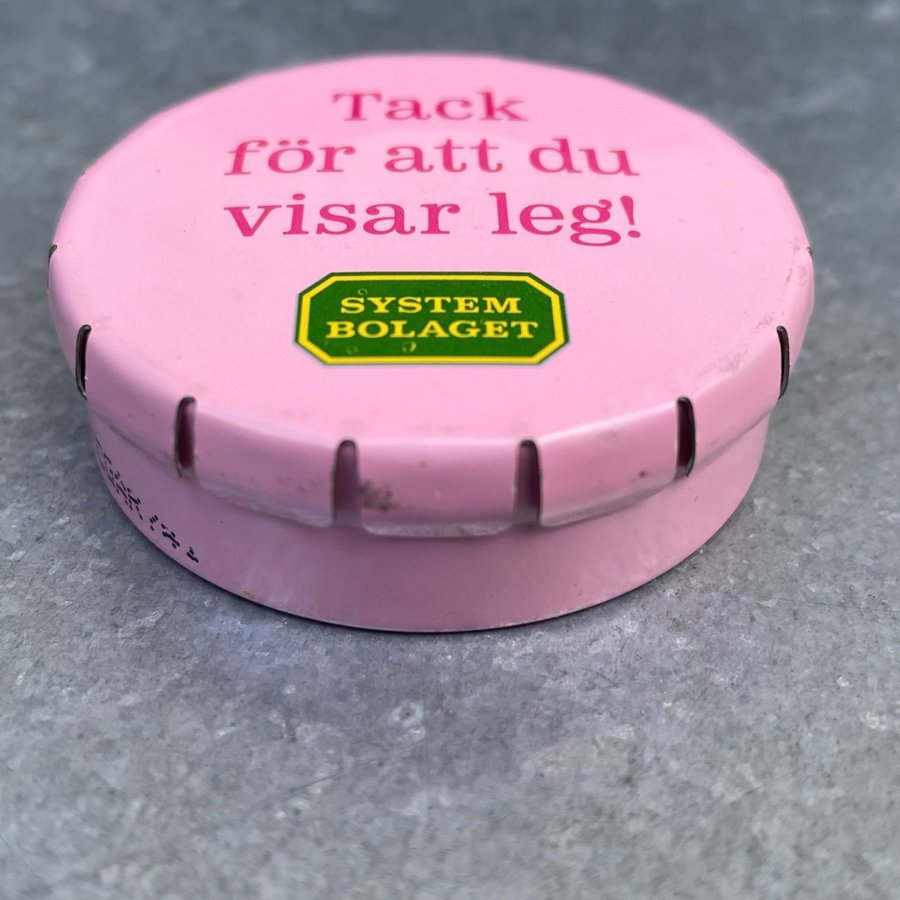 Tack
för att du
visar leg!
SYSTEM
BOLAGET